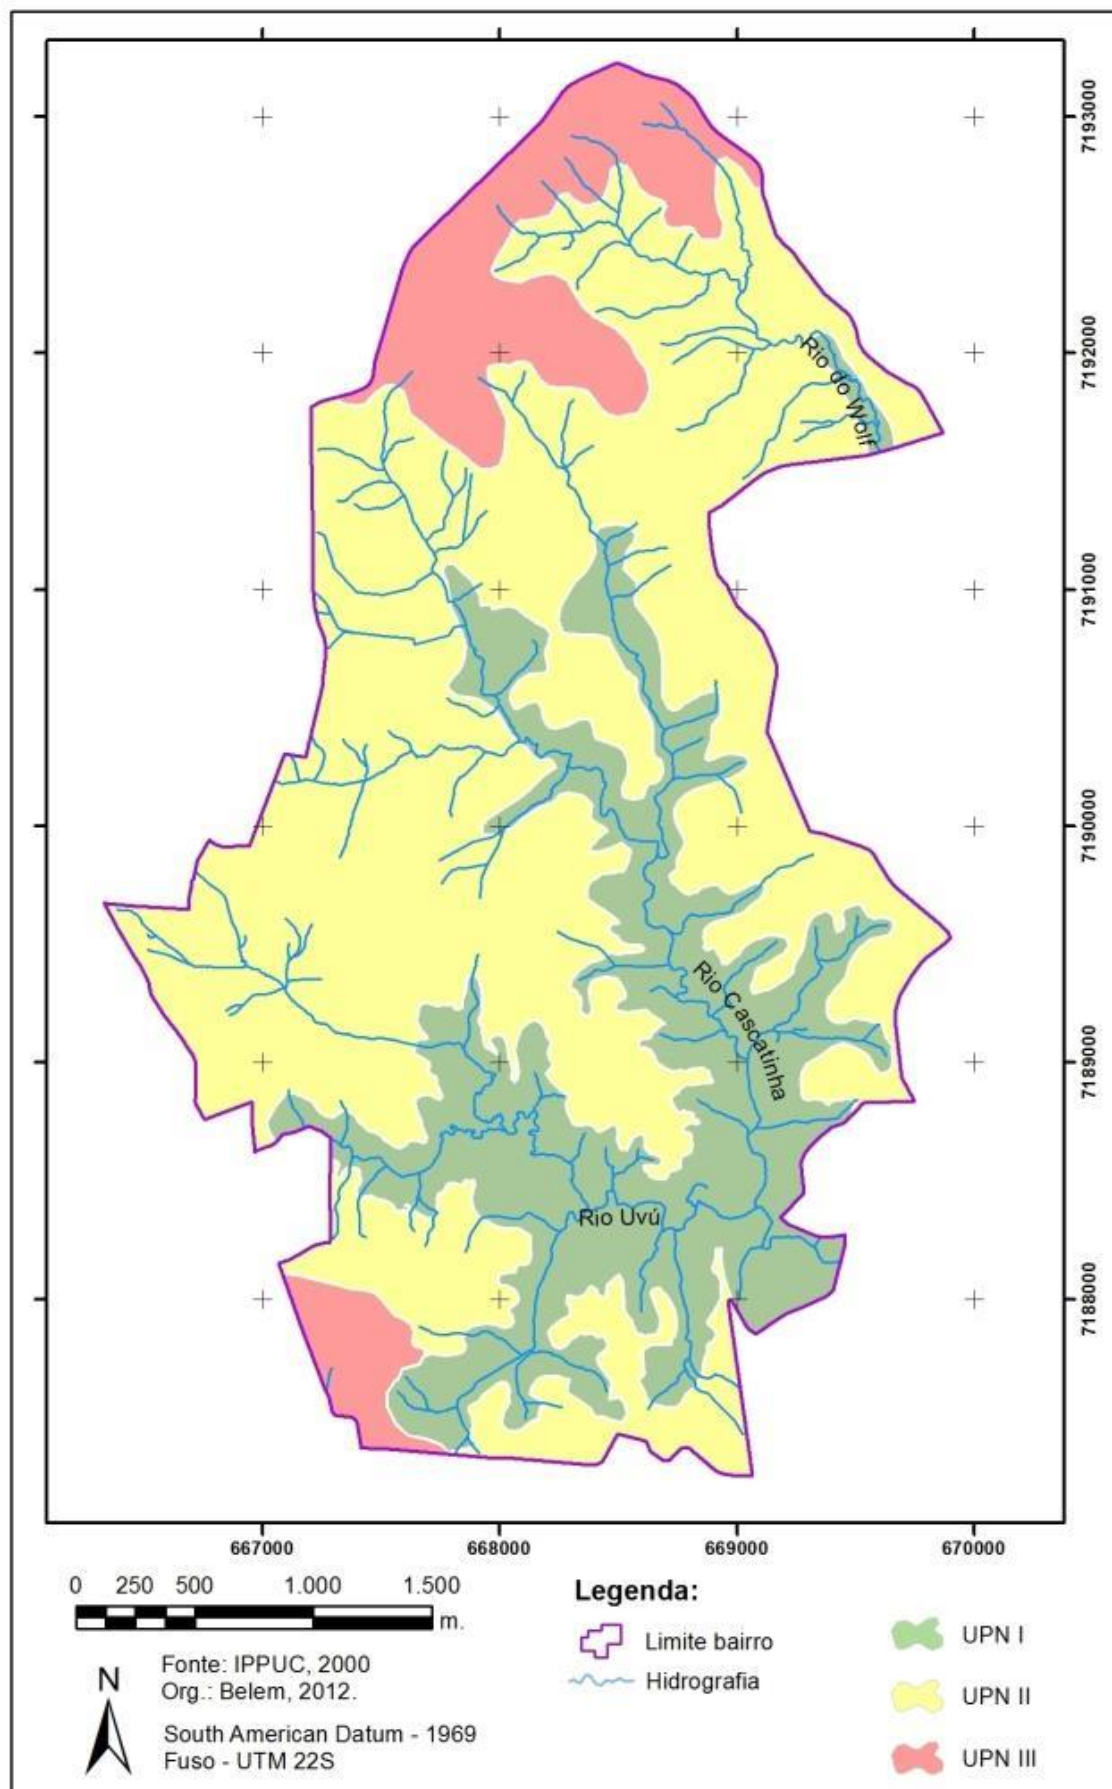 7193000
7192000
Rio do Wolf
7191000
7190000
Rio Cascatinha
7189000
Rio Uvú
7188000
667000 668000 669000 670000
0 250 500 1.000 1.500
m.
Legenda:
Limite bairro
Hidrografia
UPN I
UPN II
UPN III
N
Fonte: IPPUC, 2000
Org.: Belem, 2012.
South American Datum - 1969
Fuso - UTM 22S